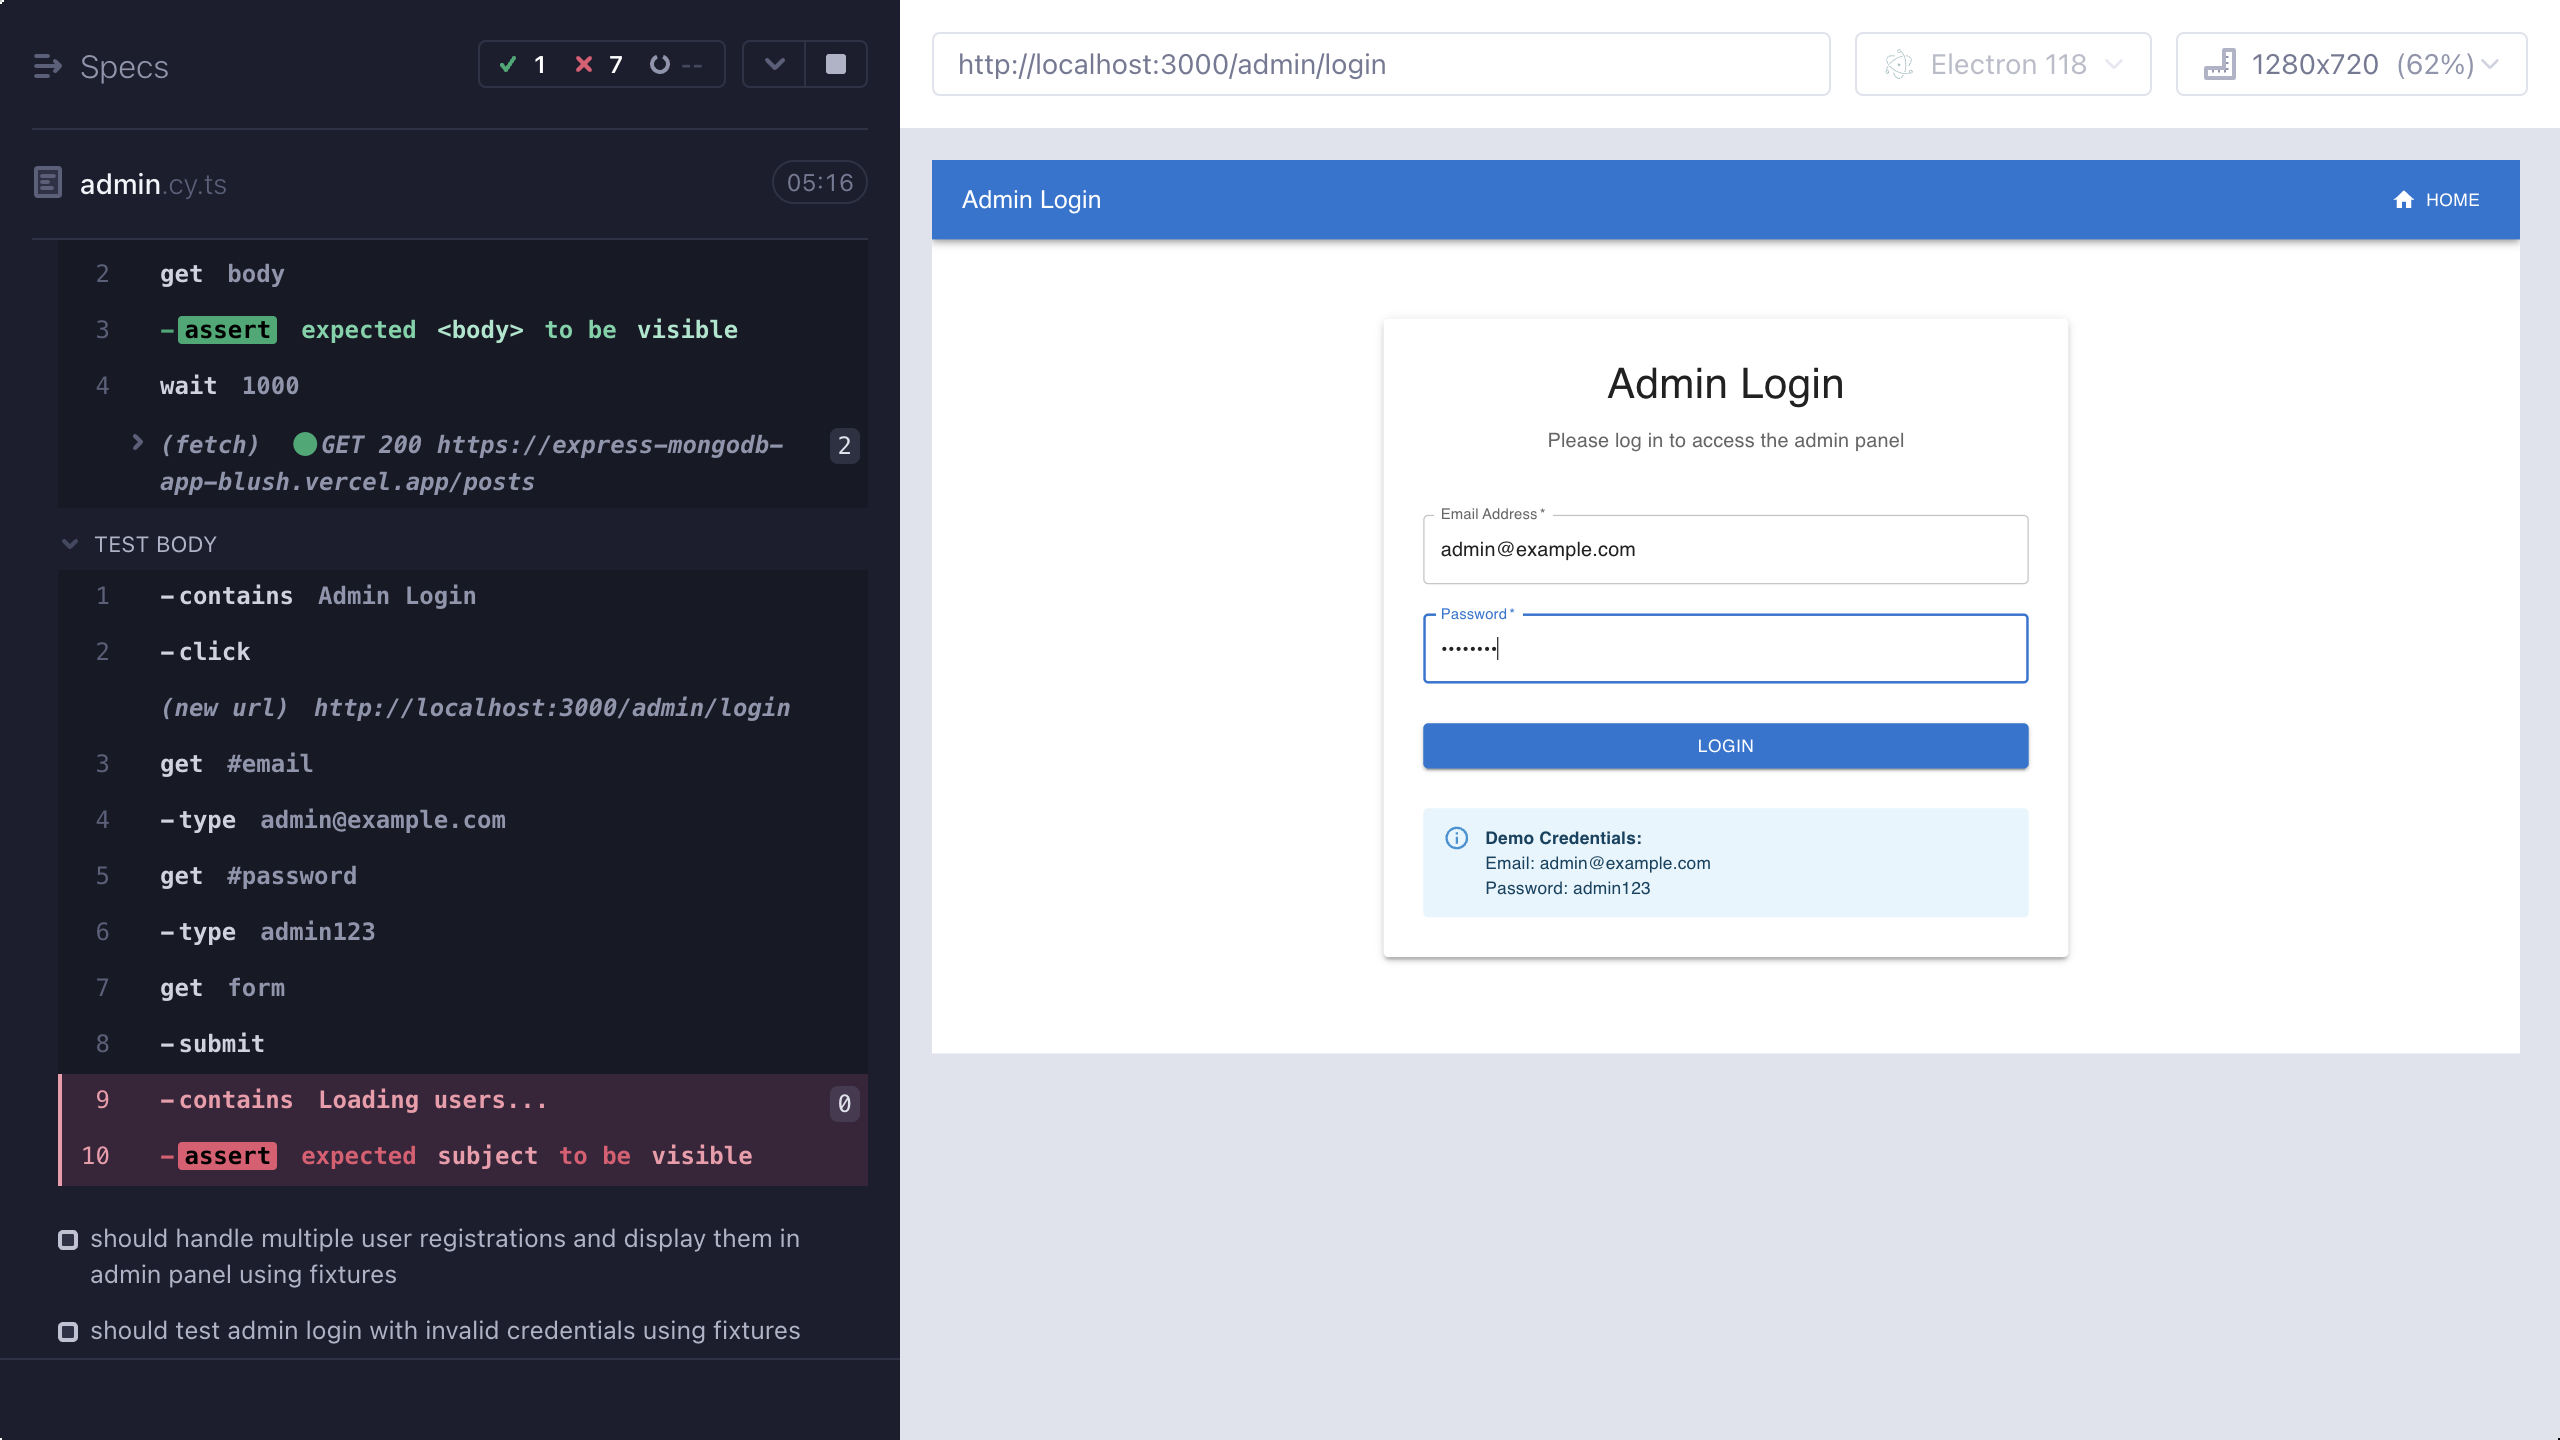 Specs
1 7 --
admin.cy.ts
05:16
2 get body
3 -assert expected <body> to be visible
4 wait 1000
(fetch) GET 200 https://express-mongodb-
app-blush.vercel.app/posts
2
TEST BODY
1 -contains Admin Login
2 -click
(new url) http://localhost:3000/admin/login
3 get #email
4 -type admin@example.com
5 get #password
6 -type admin123
7 get form
8 -submit
9 -contains Loading users... 0
10 -assert expected subject to be visible
should handle multiple user registrations and display them in
admin panel using fixtures
should test admin login with invalid credentials using fixtures
http://localhost:3000/admin/login
Electron 118
1280x720 (62%)
Admin Login
HOME
Admin Login
Please log in to access the admin panel
Email Address *
admin@example.com
Password *
••••••••
LOGIN
Demo Credentials:
Email: admin@example.com
Password: admin123